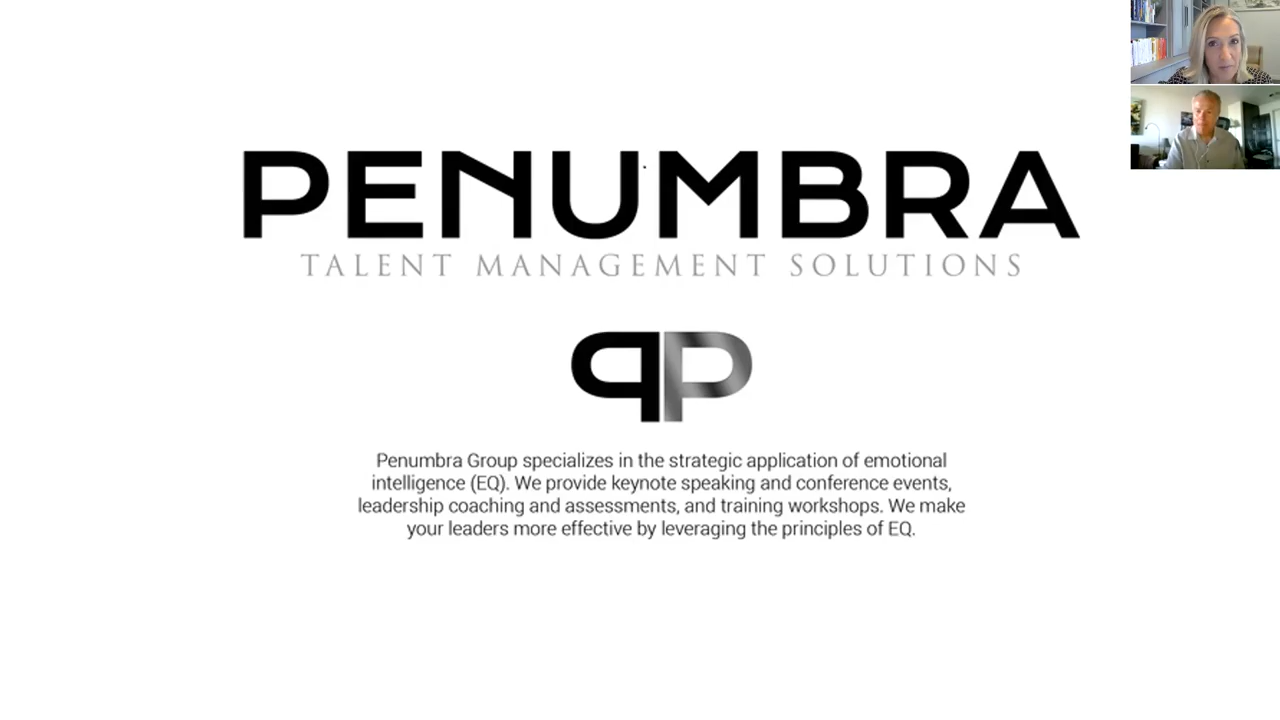 PENUMBRA
TALENT MANAGEMENT SOLUTIONS
PP
Penumbra Group specializes in the strategic application of emotional
intelligence (EQ). We provide keynote speaking and conference events,
leadership coaching and assessments, and training workshops. We make
your leaders more effective by leveraging the principles of EQ.